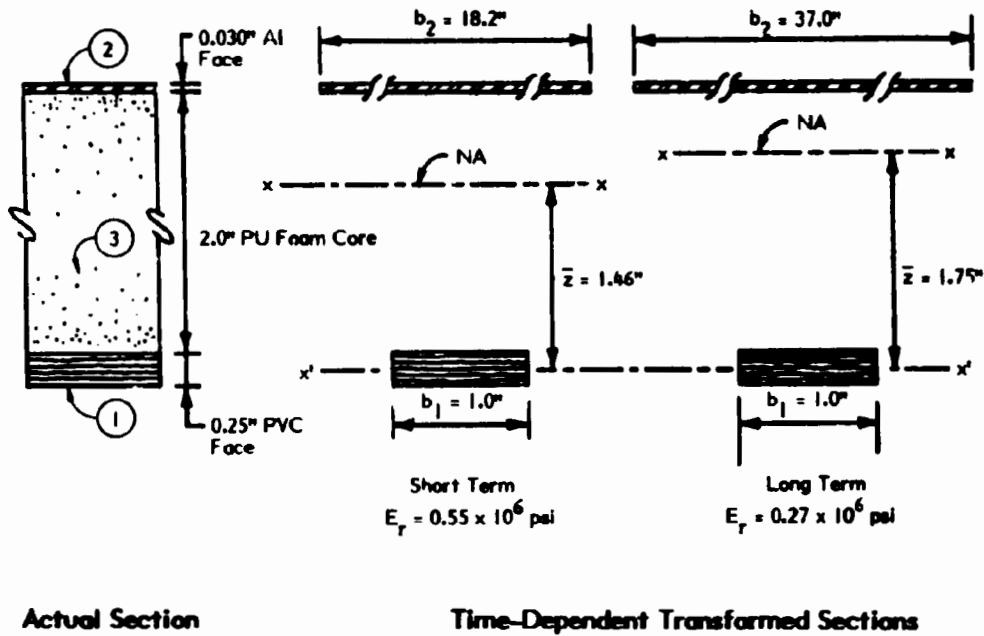 2
0.030" Al
Face
3
2.0" PU Foam Core
1
0.25" PVC
Face
b2 = 18.2"
NA
x x
z̄ = 1.46"
x'
b1 = 1.0"
Short Term
Er = 0.55 x 10^6 psi
b2 = 37.0"
NA
x x
z̄ = 1.75"
x'
b1 = 1.0"
Long Term
Er = 0.27 x 10^6 psi
Actual Section
Time-Dependent Transformed Sections